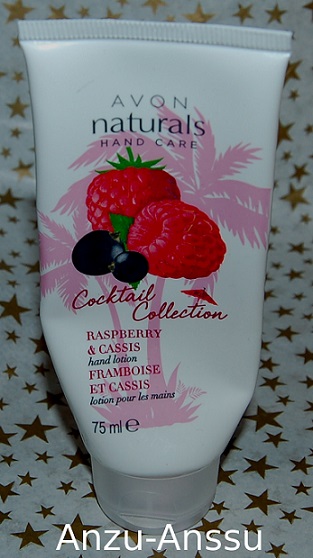 AVON
naturals
HAND CARE
Cocktail
Collection
RASPBERRY
& CASSIS
hand lotion
FRAMBOISE
ET CASSIS
lotion pour les mains
75 ml ℮
Anzu-Anssu